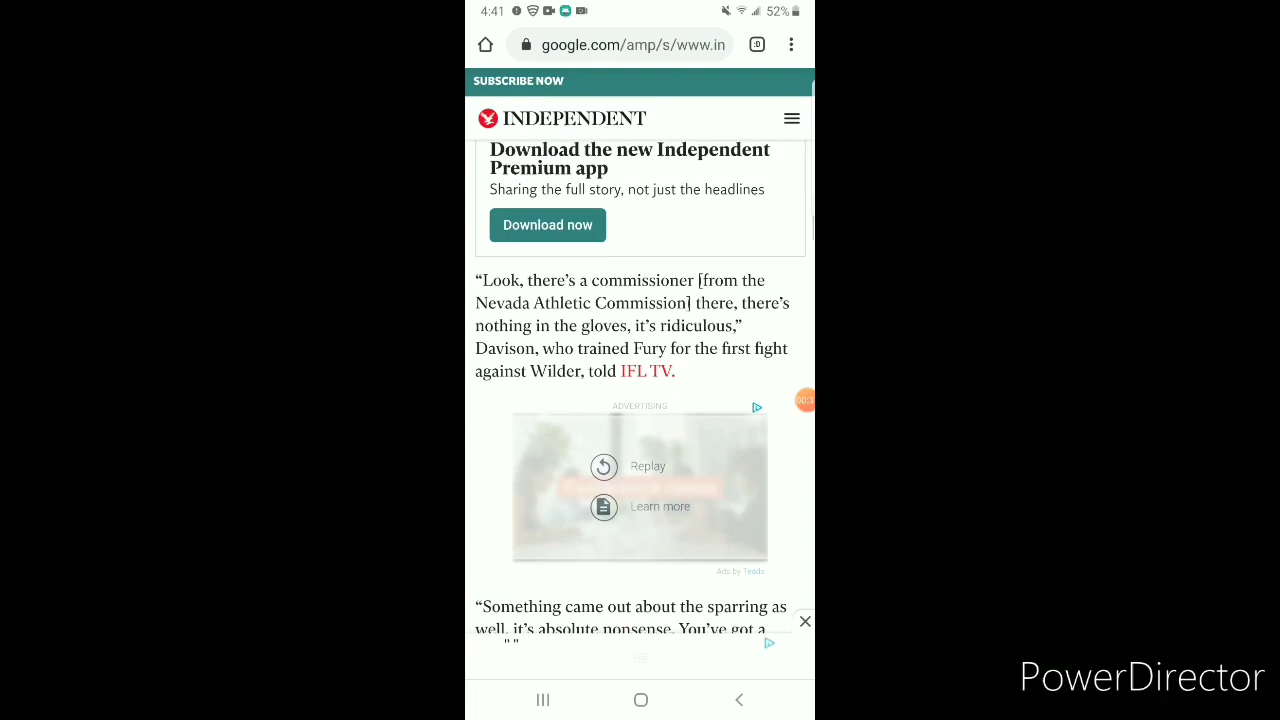 4:41
52%
google.com/amp/s/www.in
:D
SUBSCRIBE NOW
INDEPENDENT
Download the new Independent
Premium app
Sharing the full story, not just the headlines
Download now
“Look, there’s a commissioner [from the
Nevada Athletic Commission] there, there’s
nothing in the gloves, it’s ridiculous,”
Davison, who trained Fury for the first fight
against Wilder, told IFL TV.
ADVERTISING
00:3
Replay
Learn more
Ads by Teads
“Something came out about the sparring as
well, it’s absolute nonsense. You’ve got a
" "
PowerDirector